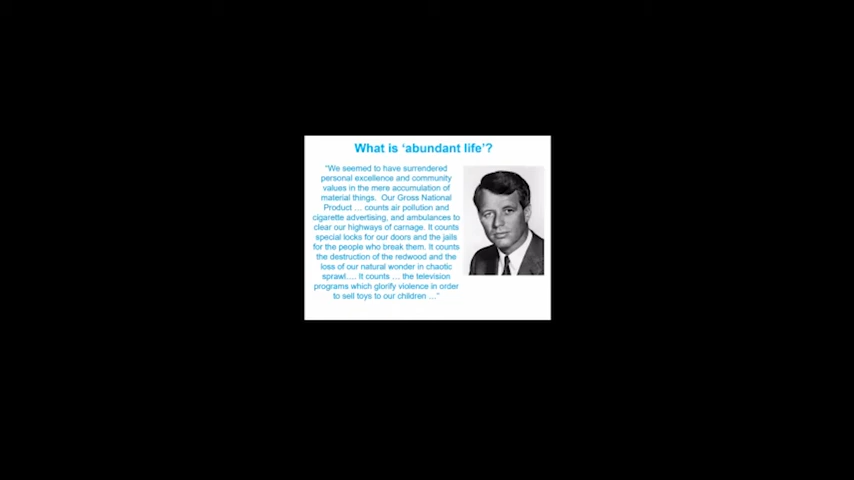 What is ‘abundant life’?
“We seemed to have surrendered
personal excellence and community
values in the mere accumulation of
material things.  Our Gross National
Product … counts air pollution and
cigarette advertising, and ambulances to
clear our highways of carnage. It counts
special locks for our doors and the jails
for the people who break them. It counts
the destruction of the redwood and the
loss of our natural wonder in chaotic
sprawl…. It counts … the television
programs which glorify violence in order
to sell toys to our children …”